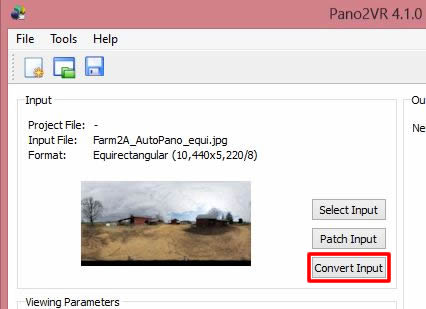 Pano2VR 4.1.0
File Tools Help
Input
Project File: -
Input File: Farm2A_AutoPano_equi.jpg
Format: Equirectangular (10,440x5,220/8)
Select Input
Patch Input
Convert Input
Viewing Parameters
Ou
Ne